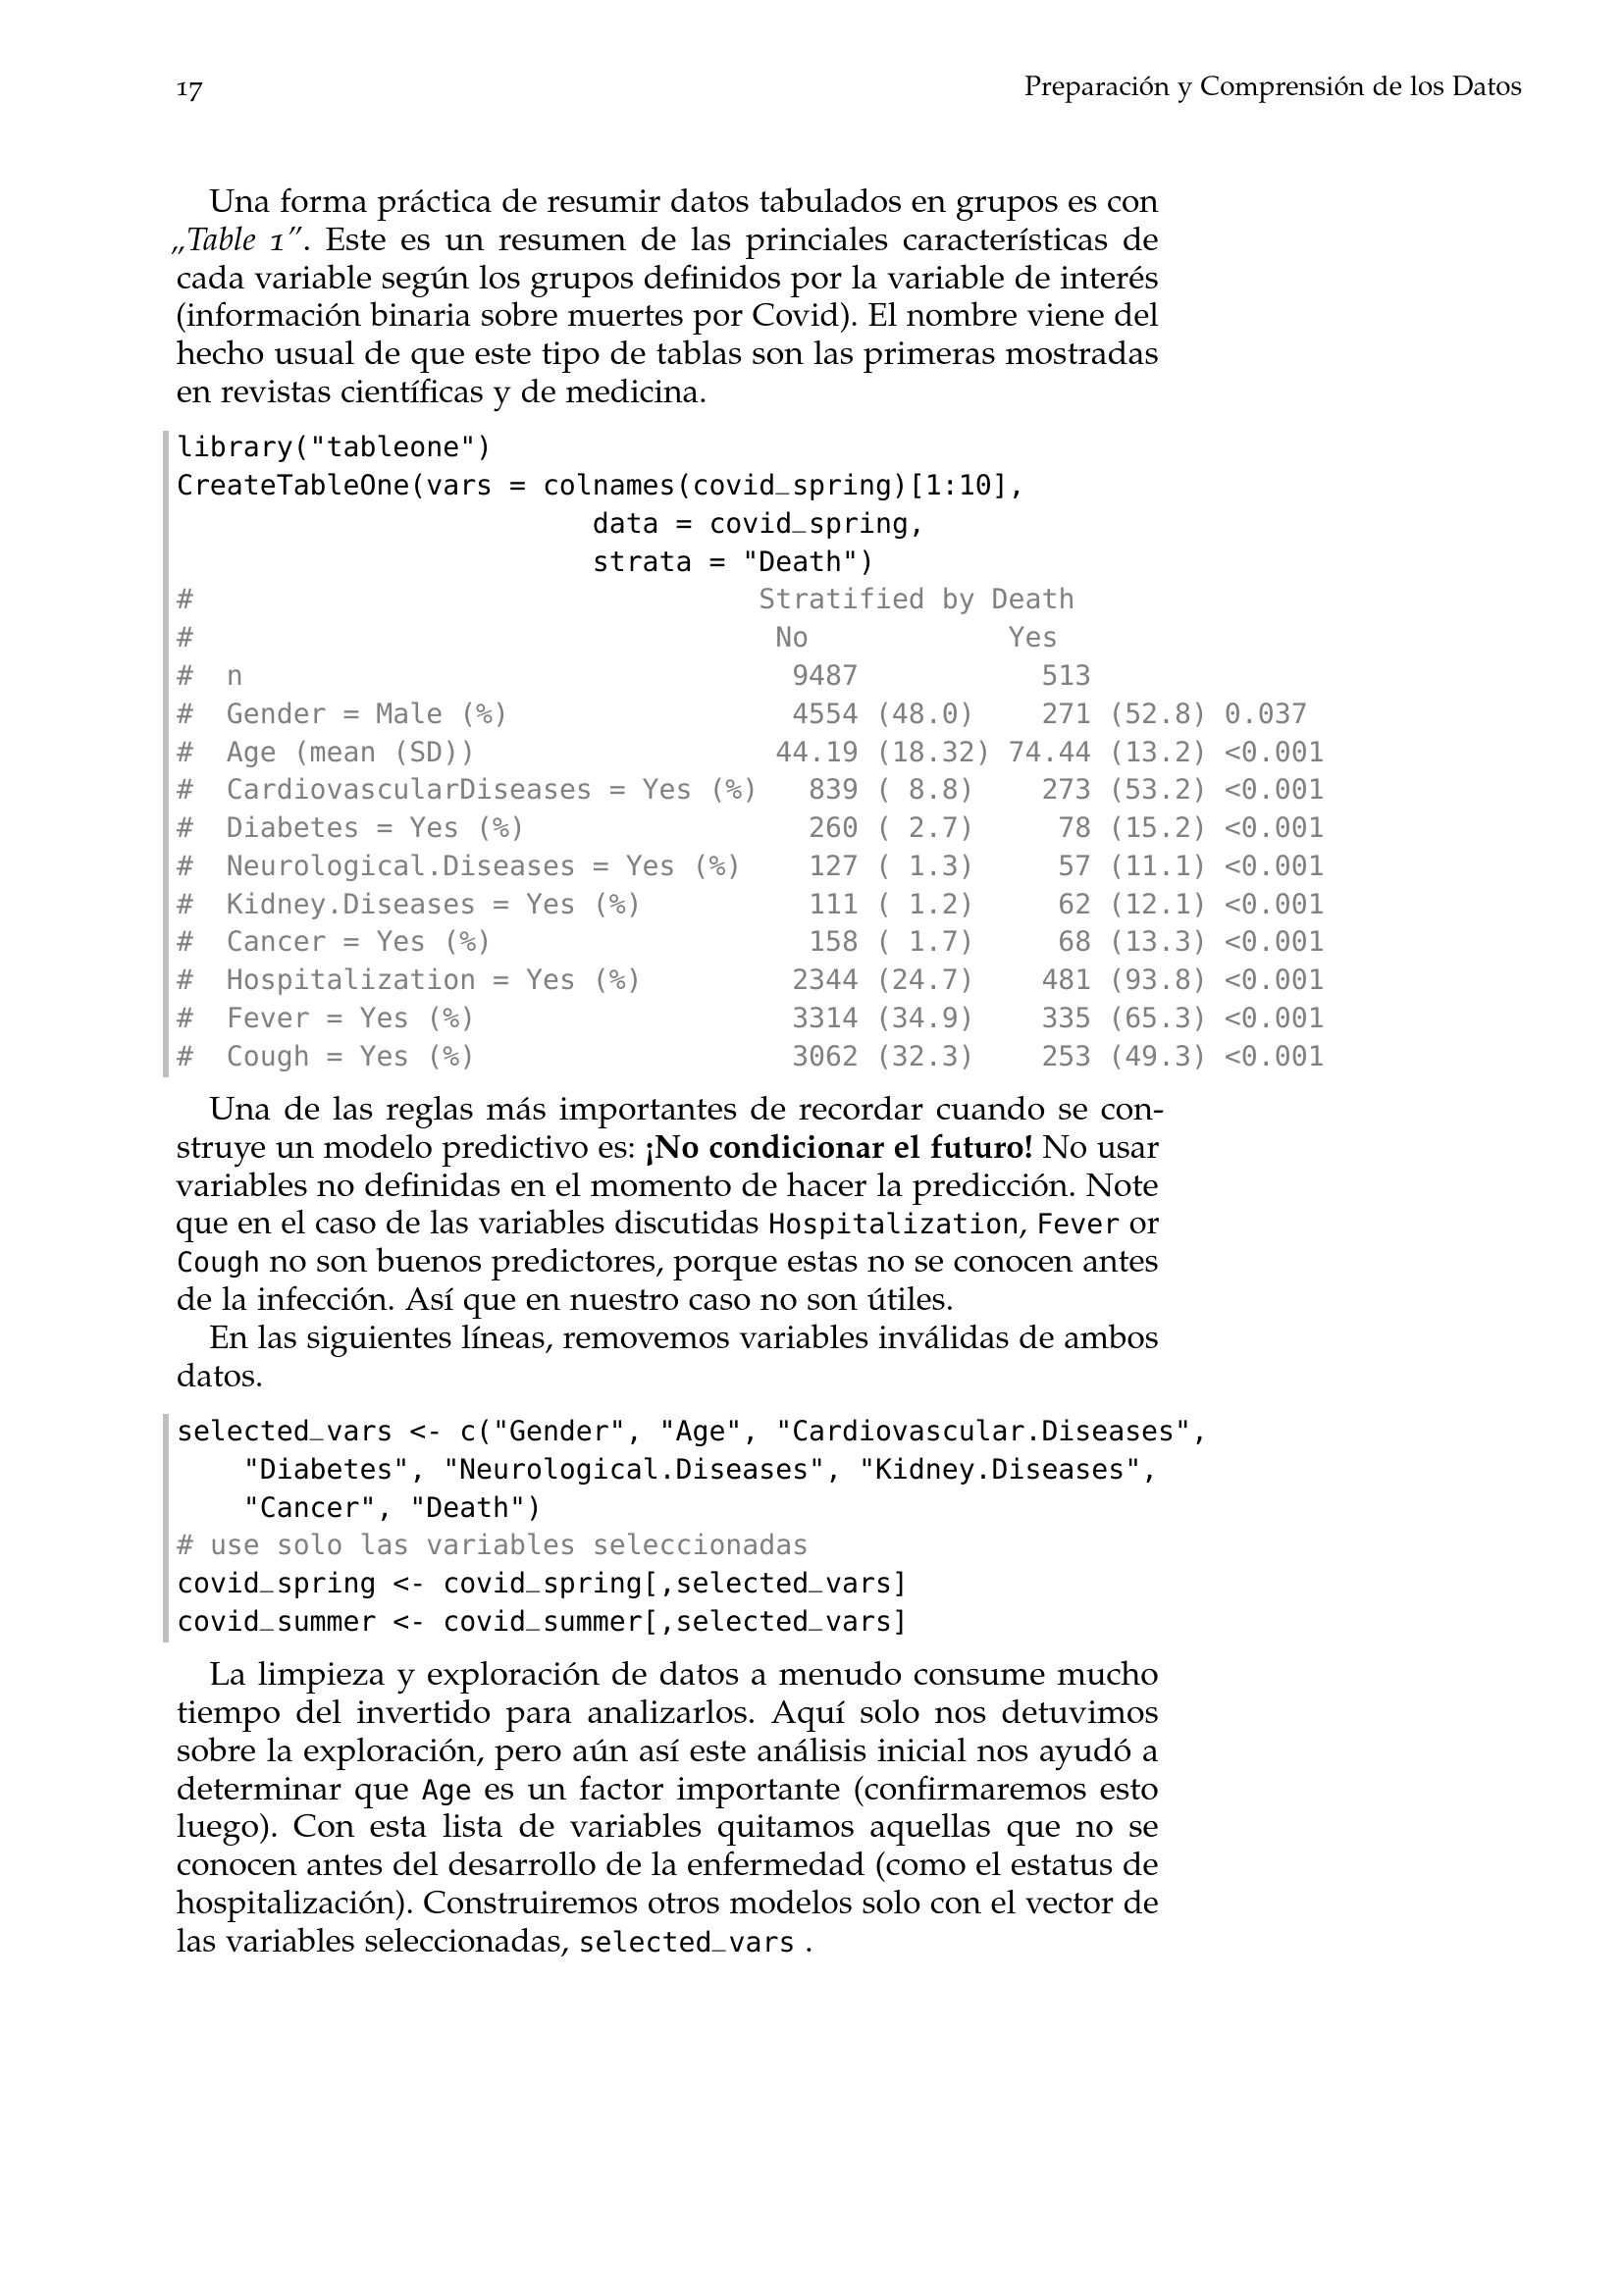 17 Preparación y Comprensión de los Datos
Una forma práctica de resumir datos tabulados en grupos es con
„Table 1”. Este es un resumen de las princiales características de
cada variable según los grupos definidos por la variable de interés
(información binaria sobre muertes por Covid). El nombre viene del
hecho usual de que este tipo de tablas son las primeras mostradas
en revistas científicas y de medicina.
library("tableone")
CreateTableOne(vars = colnames(covid_spring)[1:10],
                         data = covid_spring,
                         strata = "Death")
#                                  Stratified by Death
#                                   No            Yes
#  n                                 9487           513
#  Gender = Male (%)                 4554 (48.0)    271 (52.8) 0.037
#  Age (mean (SD))                  44.19 (18.32) 74.44 (13.2) <0.001
#  CardiovascularDiseases = Yes (%)   839 ( 8.8)    273 (53.2) <0.001
#  Diabetes = Yes (%)                 260 ( 2.7)     78 (15.2) <0.001
#  Neurological.Diseases = Yes (%)    127 ( 1.3)     57 (11.1) <0.001
#  Kidney.Diseases = Yes (%)          111 ( 1.2)     62 (12.1) <0.001
#  Cancer = Yes (%)                   158 ( 1.7)     68 (13.3) <0.001
#  Hospitalization = Yes (%)         2344 (24.7)    481 (93.8) <0.001
#  Fever = Yes (%)                   3314 (34.9)    335 (65.3) <0.001
#  Cough = Yes (%)                   3062 (32.3)    253 (49.3) <0.001
Una de las reglas más importantes de recordar cuando se con-
struye un modelo predictivo es: ¡No condicionar el futuro! No usar
variables no definidas en el momento de hacer la predicción. Note
que en el caso de las variables discutidas Hospitalization, Fever or
Cough no son buenos predictores, porque estas no se conocen antes
de la infección. Así que en nuestro caso no son útiles.
En las siguientes líneas, removemos variables inválidas de ambos
datos.
selected_vars <- c("Gender", "Age", "Cardiovascular.Diseases",
    "Diabetes", "Neurological.Diseases", "Kidney.Diseases",
    "Cancer", "Death")
# use solo las variables seleccionadas
covid_spring <- covid_spring[,selected_vars]
covid_summer <- covid_summer[,selected_vars]
La limpieza y exploración de datos a menudo consume mucho
tiempo del invertido para analizarlos. Aquí solo nos detuvimos
sobre la exploración, pero aún así este análisis inicial nos ayudó a
determinar que Age es un factor importante (confirmaremos esto
luego). Con esta lista de variables quitamos aquellas que no se
conocen antes del desarrollo de la enfermedad (como el estatus de
hospitalización). Construiremos otros modelos solo con el vector de
las variables seleccionadas, selected_vars .